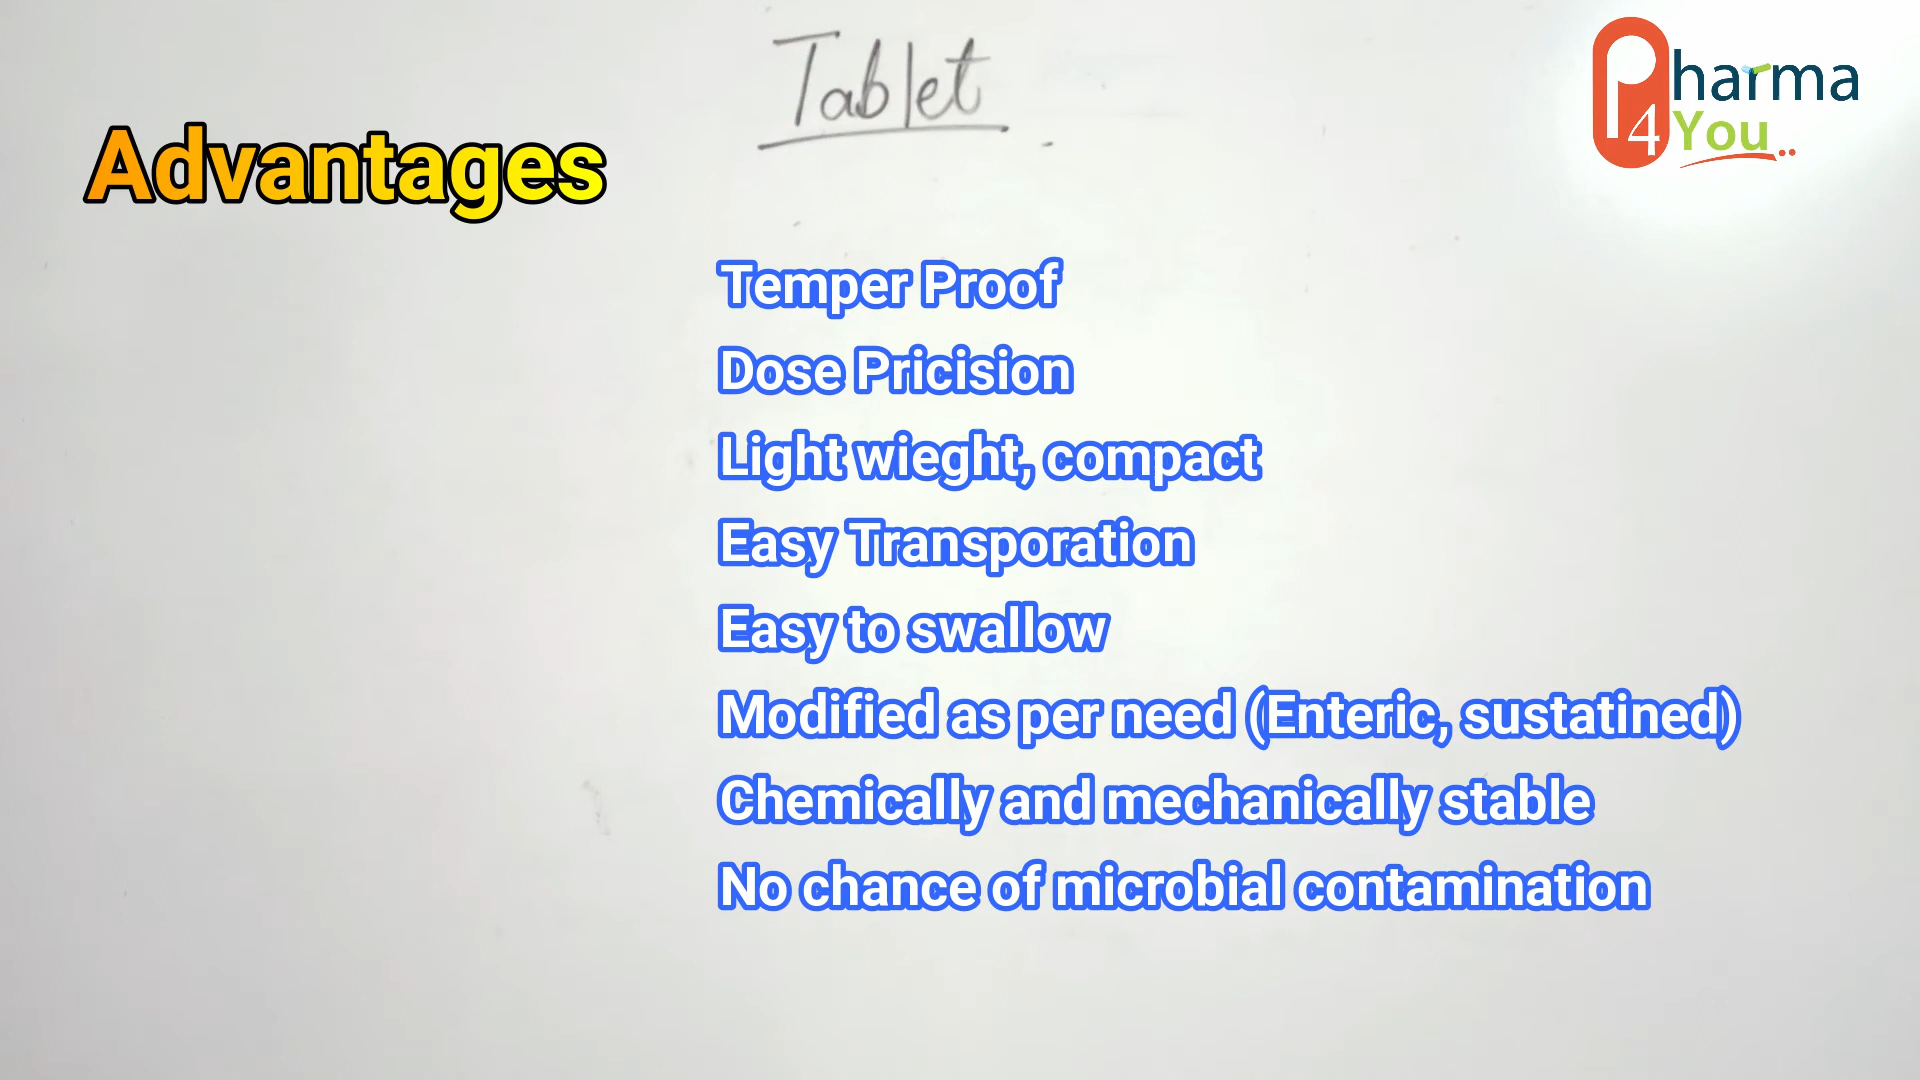 Tablet
Pharma
4 You
Advantages
Temper Proof
Dose Pricision
Light wieght, compact
Easy Transporation
Easy to swallow
Modified as per need (Enteric, sustatined)
Chemically and mechanically stable
No chance of microbial contamination